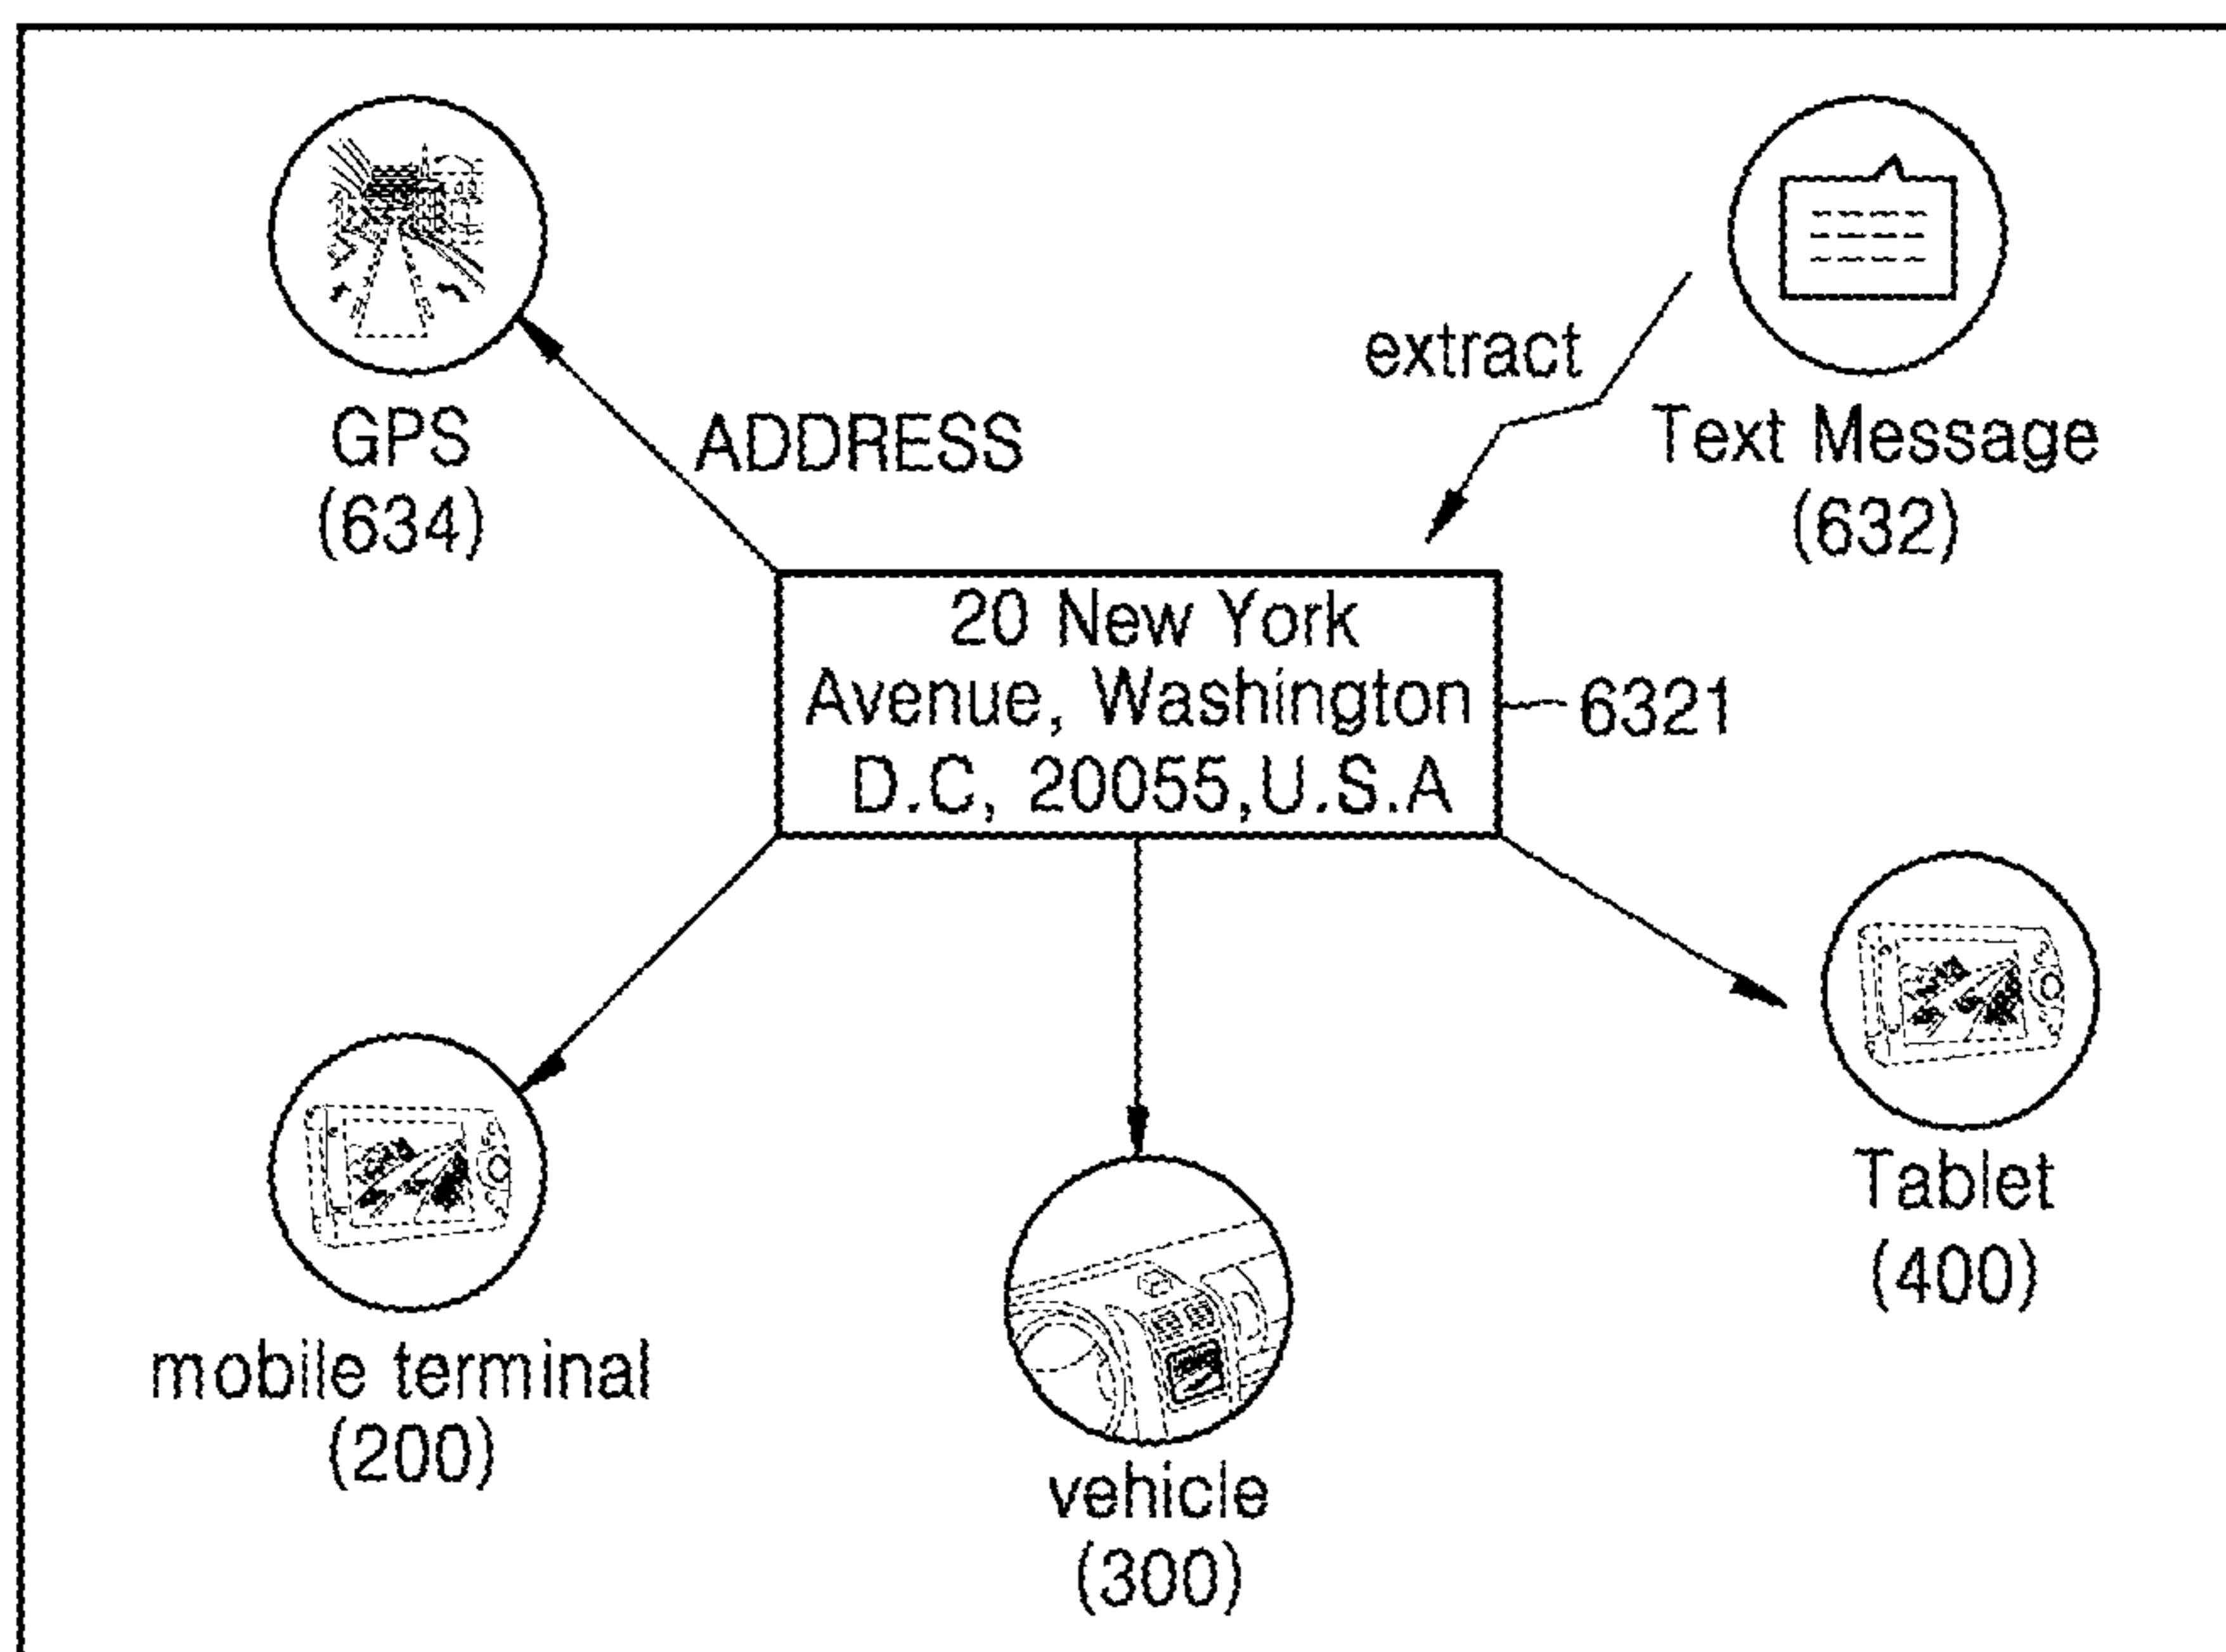 extract
GPS
(634)
ADDRESS
Text Message
(632)
20 New York
Avenue, Washington
D.C, 20055,U.S.A
6321
Tablet
(400)
mobile terminal
(200)
vehicle
(300)